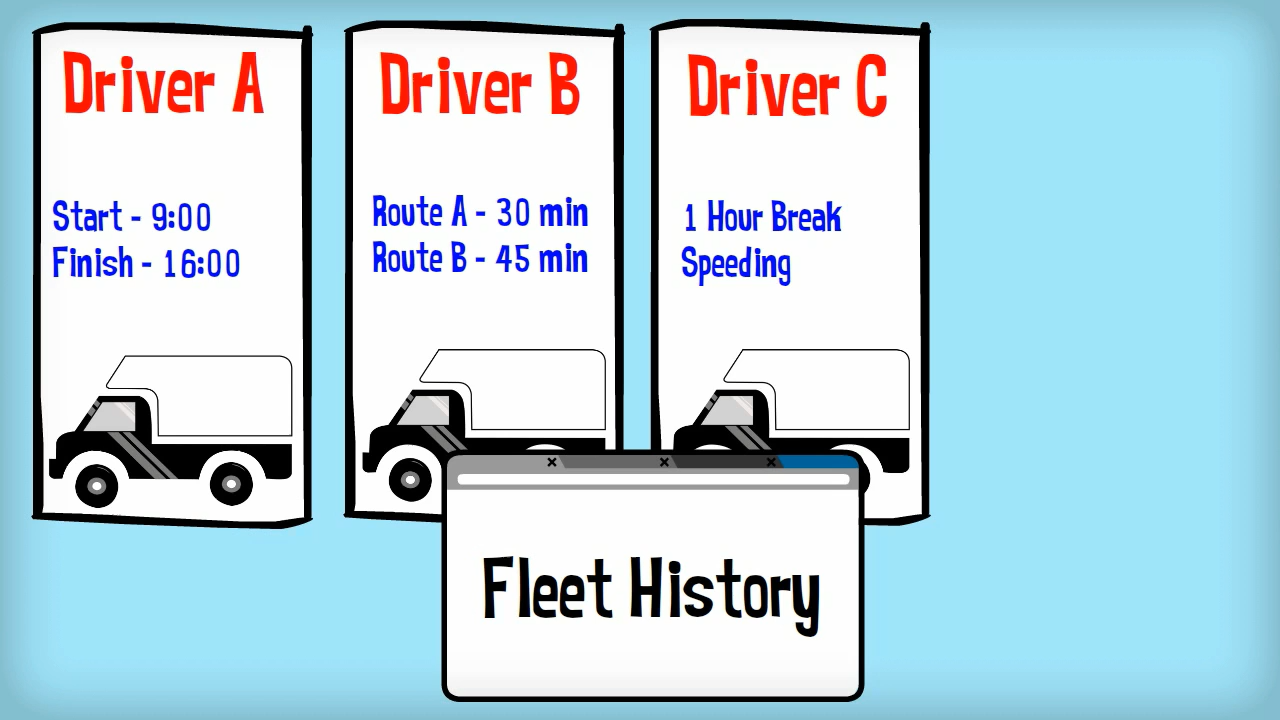 Driver A
Start - 9:00
Finish - 16:00
Driver B
Route A - 30 min
Route B - 45 min
Driver C
1 Hour Break
Speeding
Fleet History